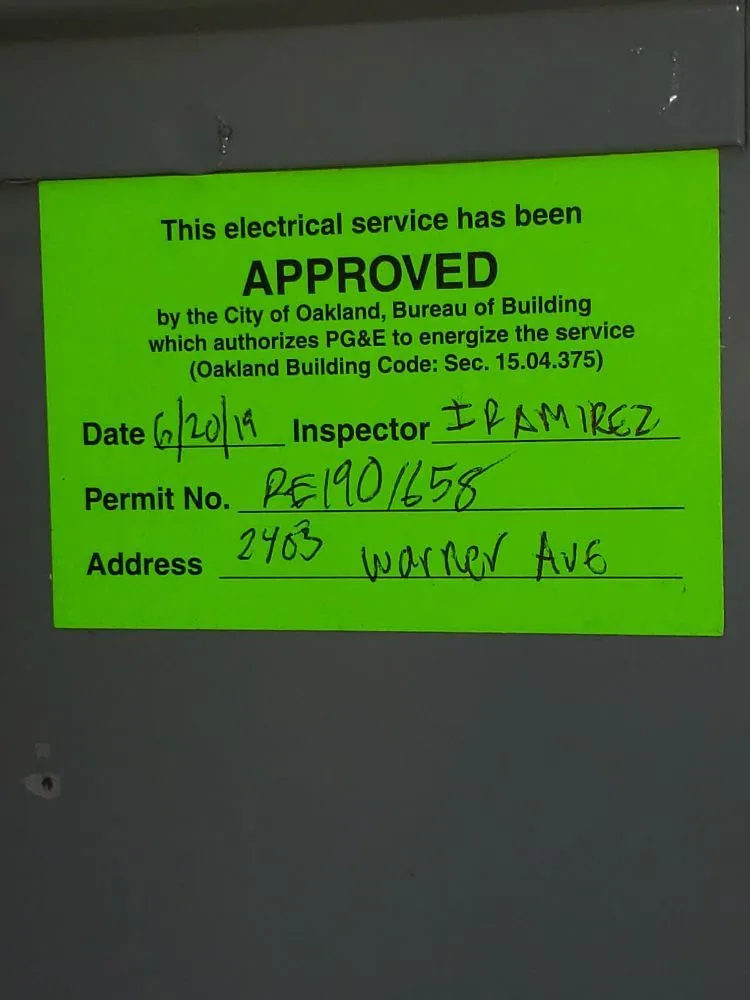 This electrical service has been
APPROVED
by the City of Oakland, Bureau of Building
which authorizes PG&E to energize the service
(Oakland Building Code: Sec. 15.04.375)
Date 6/20/19 Inspector I RAMIREZ
Permit No. RE1901658
Address 2403 Warner Ave